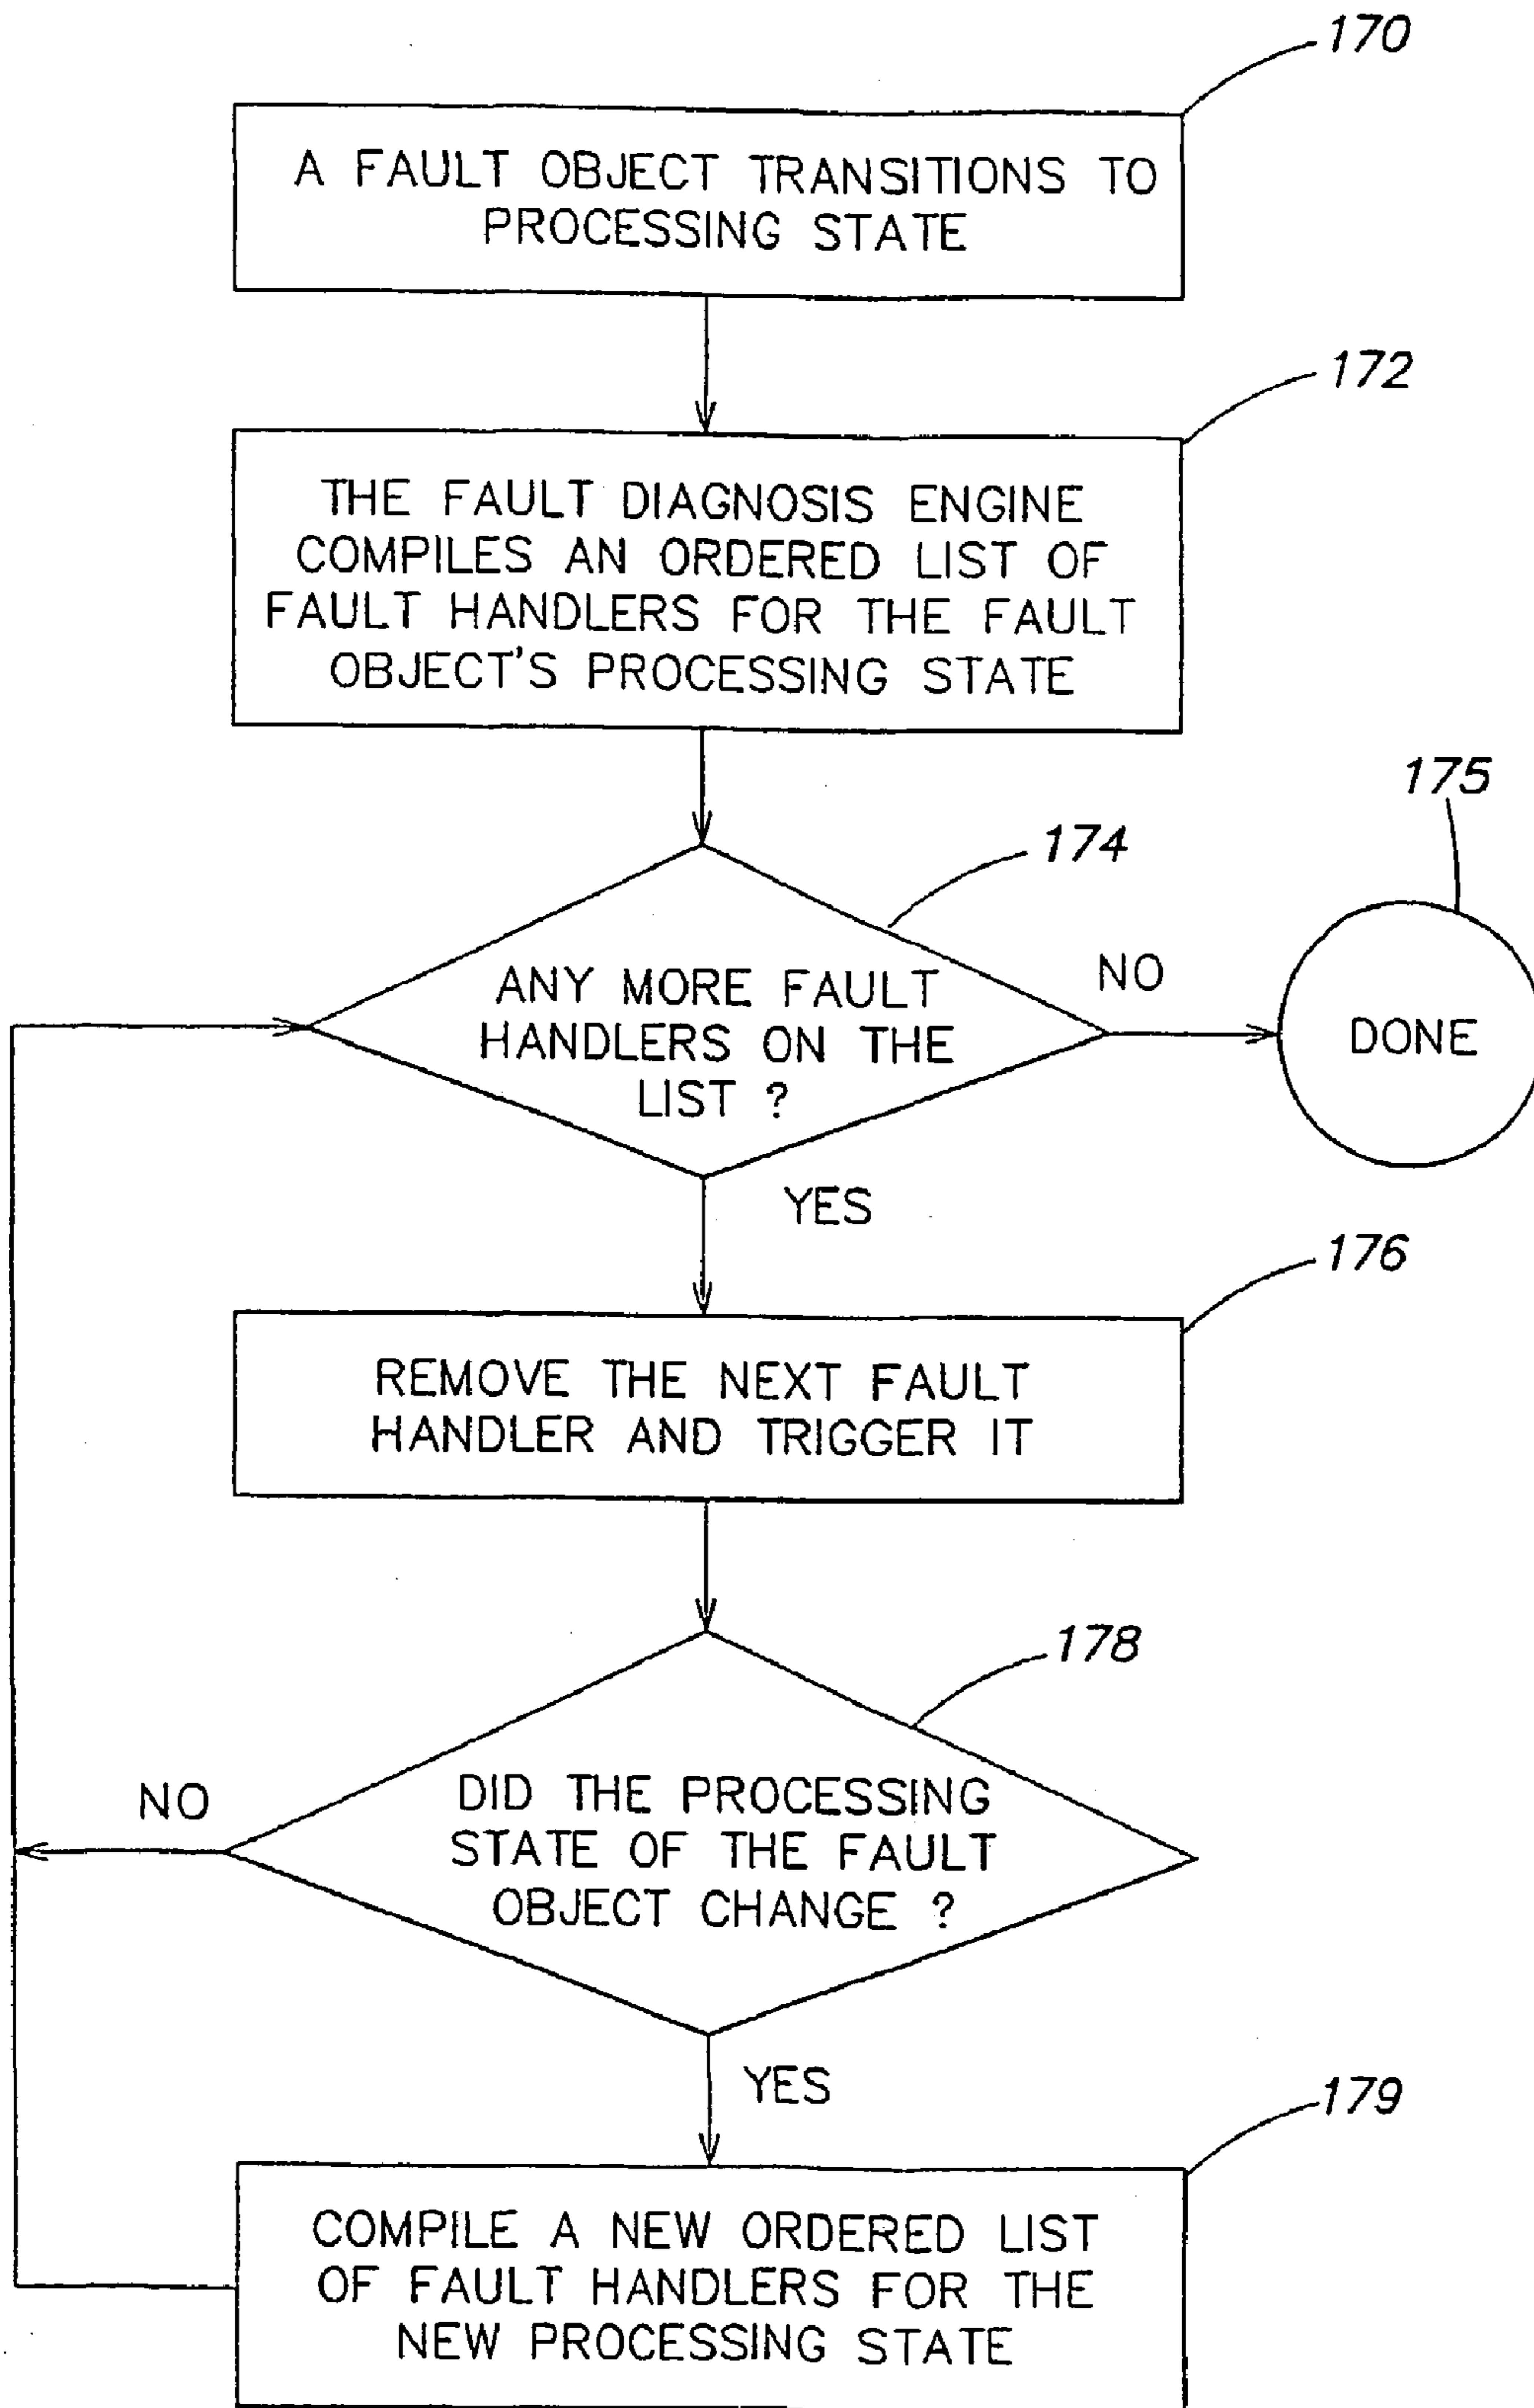 170
A FAULT OBJECT TRANSITIONS TO
PROCESSING STATE
172
THE FAULT DIAGNOSIS ENGINE
COMPILES AN ORDERED LIST OF
FAULT HANDLERS FOR THE FAULT
OBJECT'S PROCESSING STATE
175
174
ANY MORE FAULT
HANDLERS ON THE
LIST ?
NO
DONE
YES
176
REMOVE THE NEXT FAULT
HANDLER AND TRIGGER IT
178
DID THE PROCESSING
STATE OF THE FAULT
OBJECT CHANGE ?
NO
YES
179
COMPILE A NEW ORDERED LIST
OF FAULT HANDLERS FOR THE
NEW PROCESSING STATE